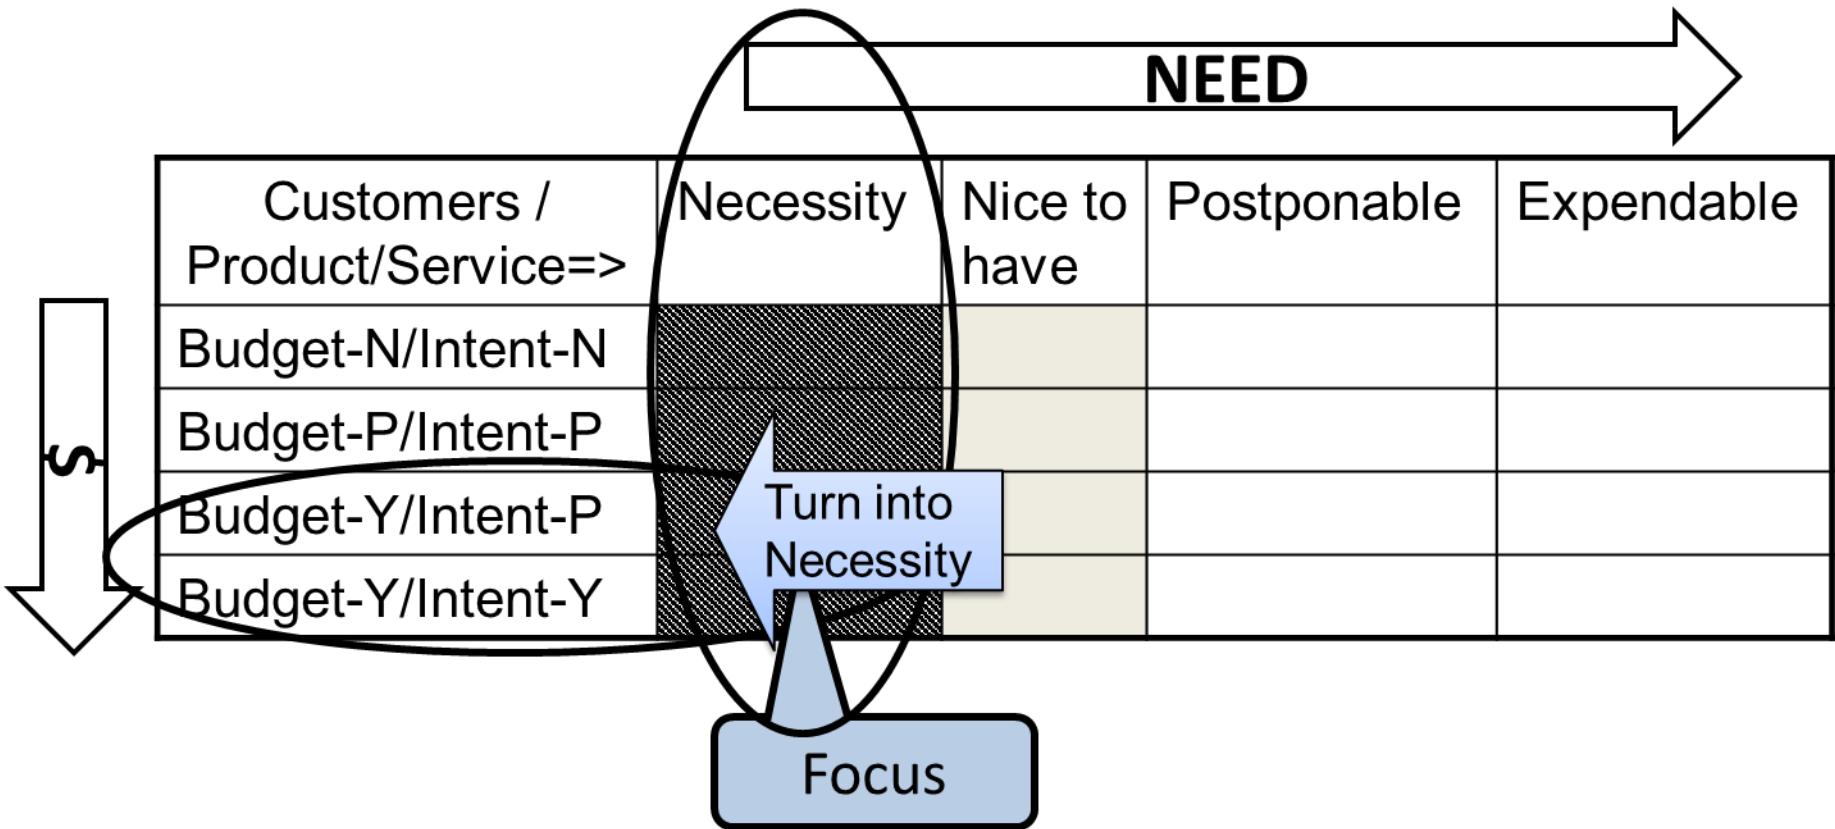 NEED
Customers / Necessity Nice to Postponable Expendable
Product/Service=> have
$
Budget-N/Intent-N
Budget-P/Intent-P
Budget-Y/Intent-P
Turn into
Necessity
Budget-Y/Intent-Y
Focus